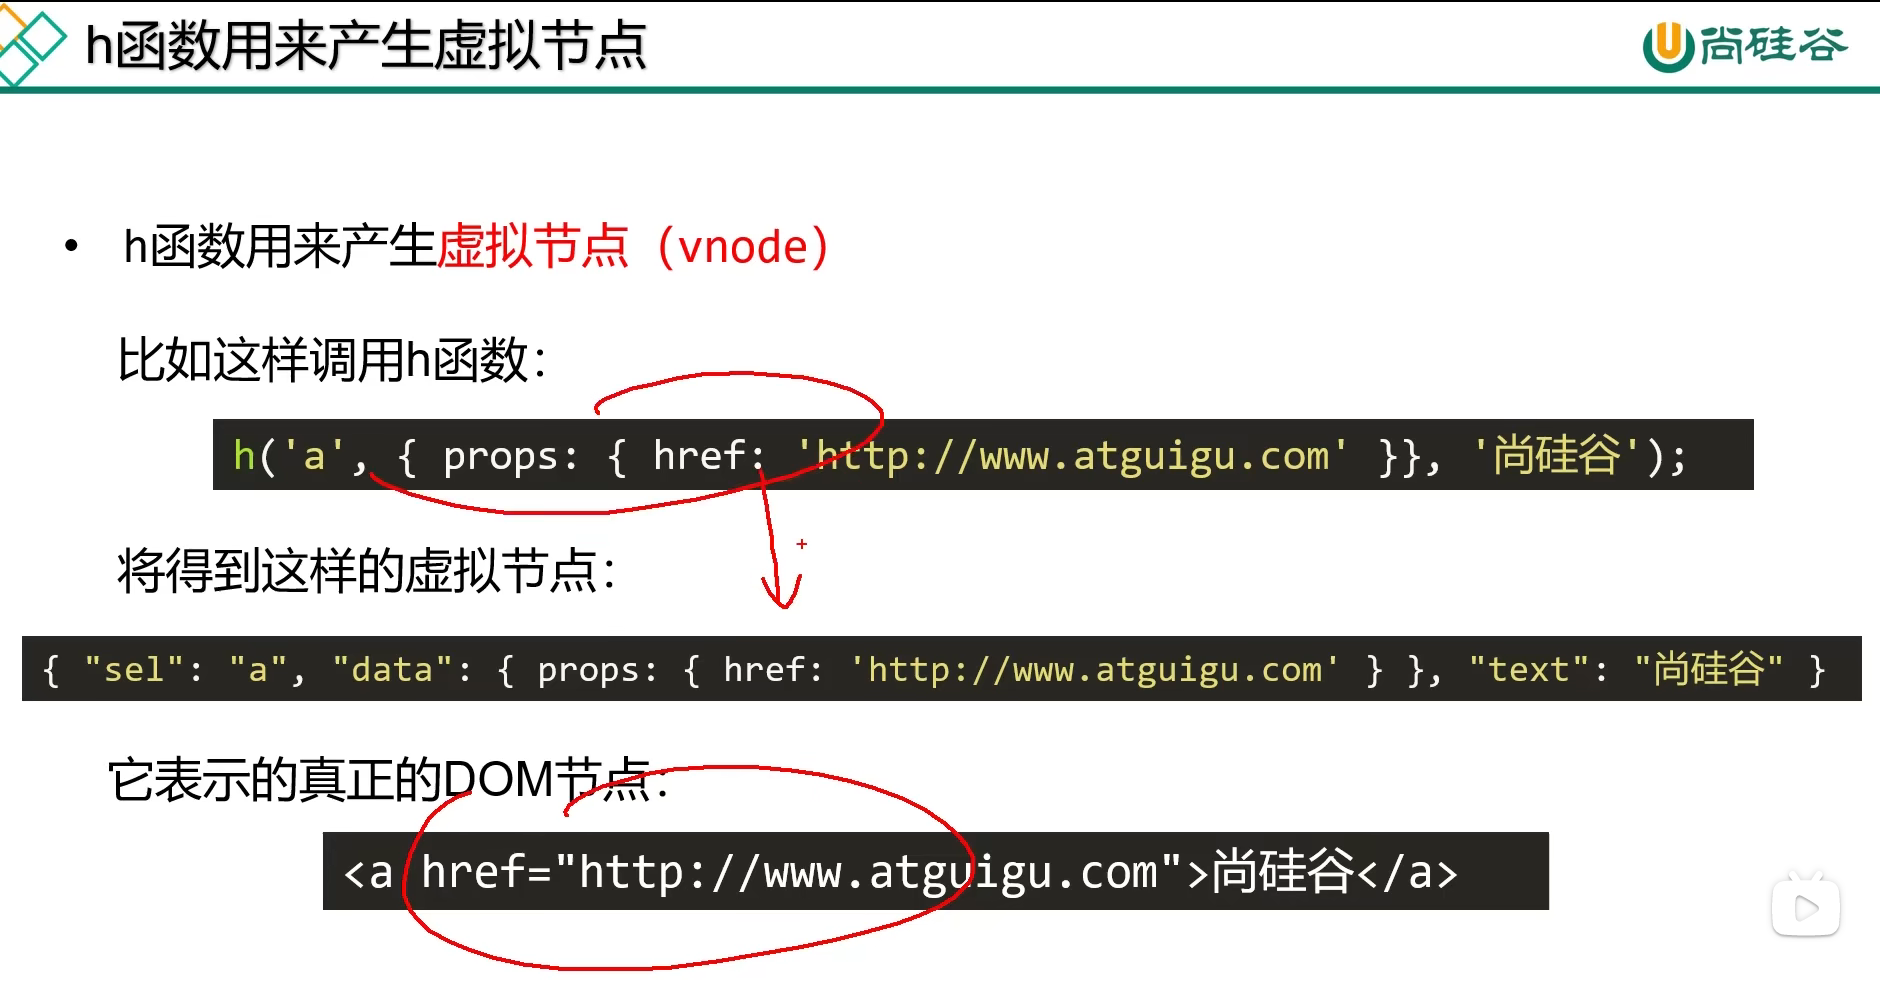 h函数用来产生虚拟节点
尚硅谷
• h函数用来产生虚拟节点（vnode）
比如这样调用h函数：
h('a', { props: { href: 'http://www.atguigu.com' }}, '尚硅谷');
将得到这样的虚拟节点：
{ "sel": "a", "data": { props: { href: 'http://www.atguigu.com' } }, "text": "尚硅谷" }
它表示的真正的DOM节点：
<a href="http://www.atguigu.com">尚硅谷</a>